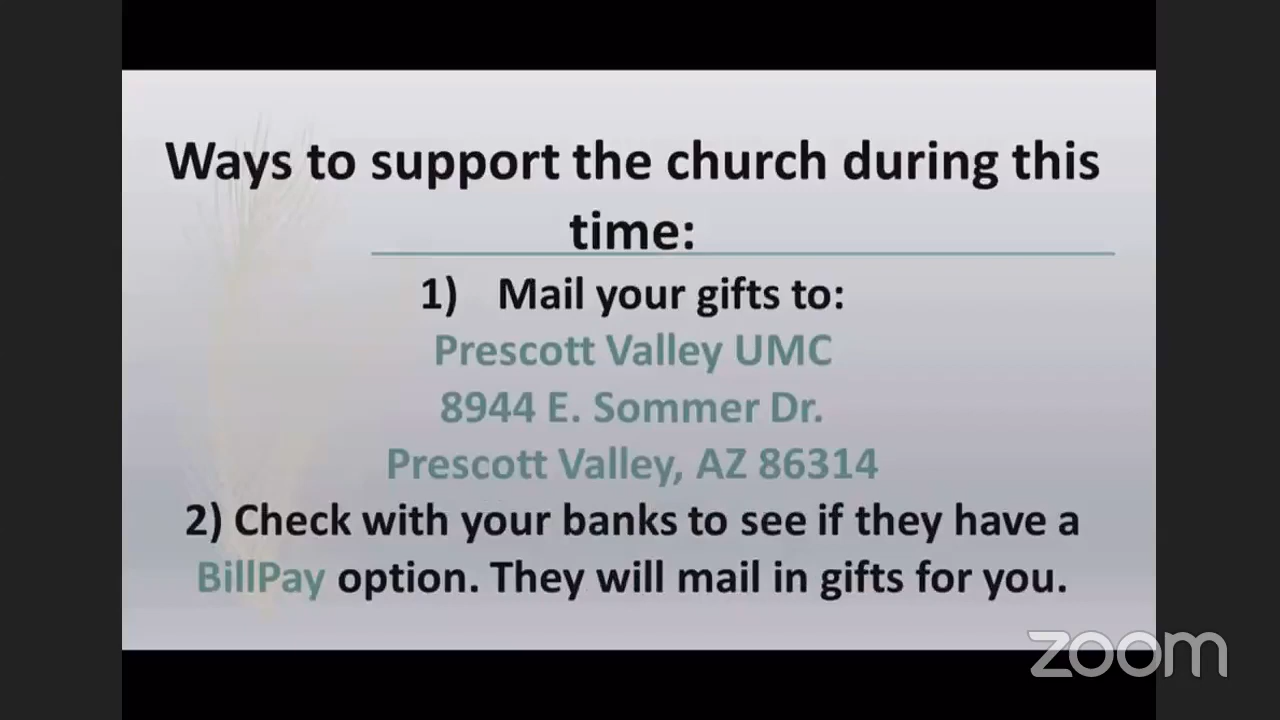 Ways to support the church during this
time:
1) Mail your gifts to:
Prescott Valley UMC
8944 E. Sommer Dr.
Prescott Valley, AZ 86314
2) Check with your banks to see if they have a
BillPay option. They will mail in gifts for you.
zoom